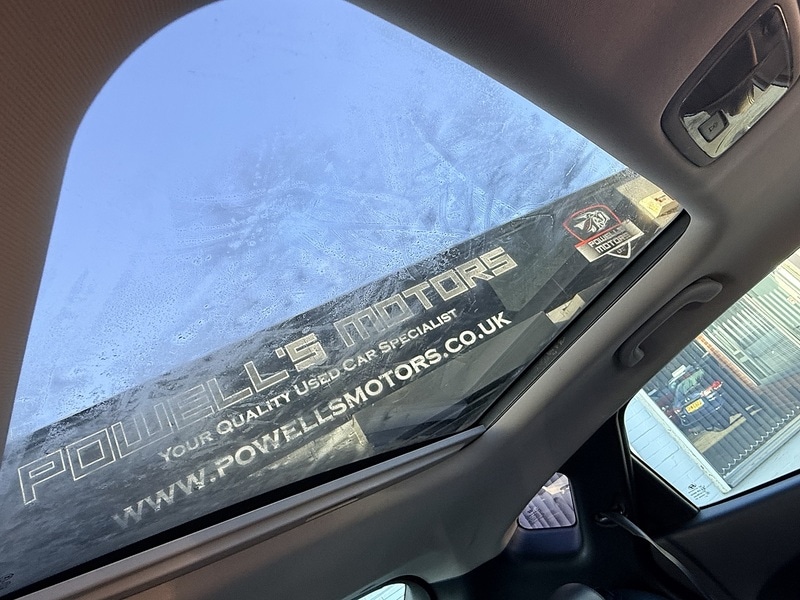 POWELL'S MOTORS
YOUR QUALITY USED CAR SPECIALIST
WWW.POWELLSMOTORS.CO.UK
POWELLS
MOTORS